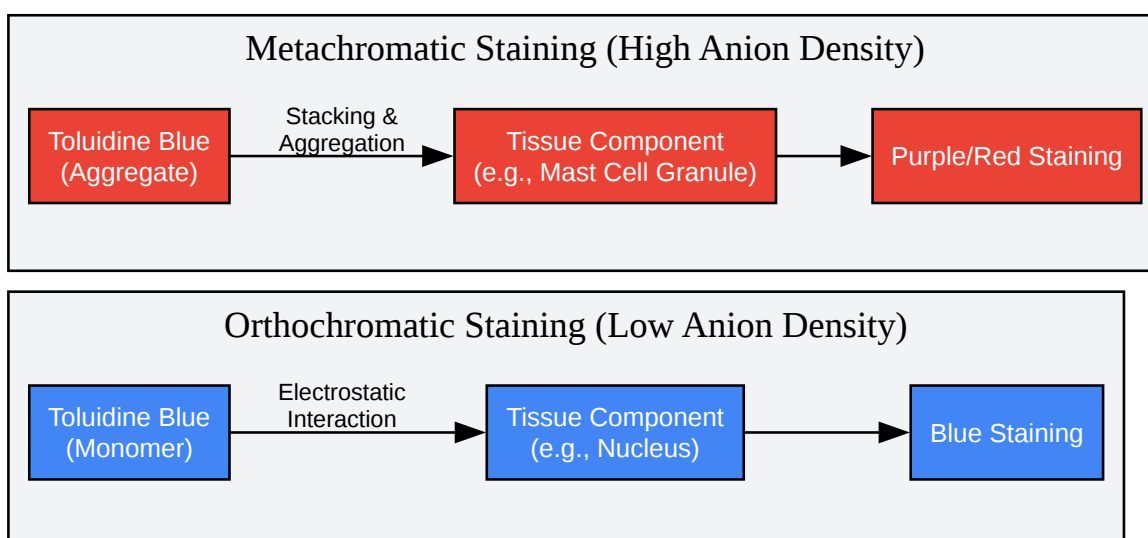 Metachromatic Staining (High Anion Density)
Toluidine Blue
(Aggregate)
Stacking &
Aggregation
Tissue Component
(e.g., Mast Cell Granule)
Purple/Red Staining
Orthochromatic Staining (Low Anion Density)
Toluidine Blue
(Monomer)
Electrostatic
Interaction
Tissue Component
(e.g., Nucleus)
Blue Staining